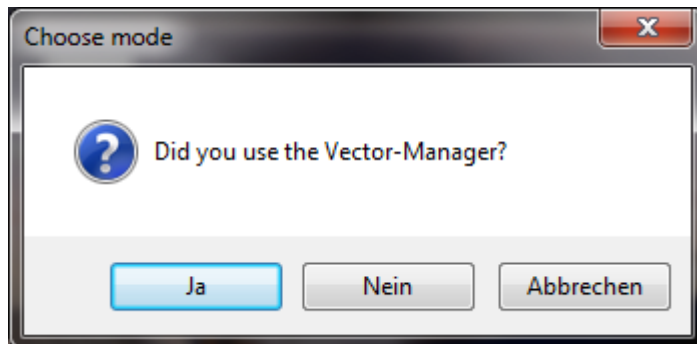 Choose mode
Did you use the Vector-Manager?
Ja
Nein
Abbrechen